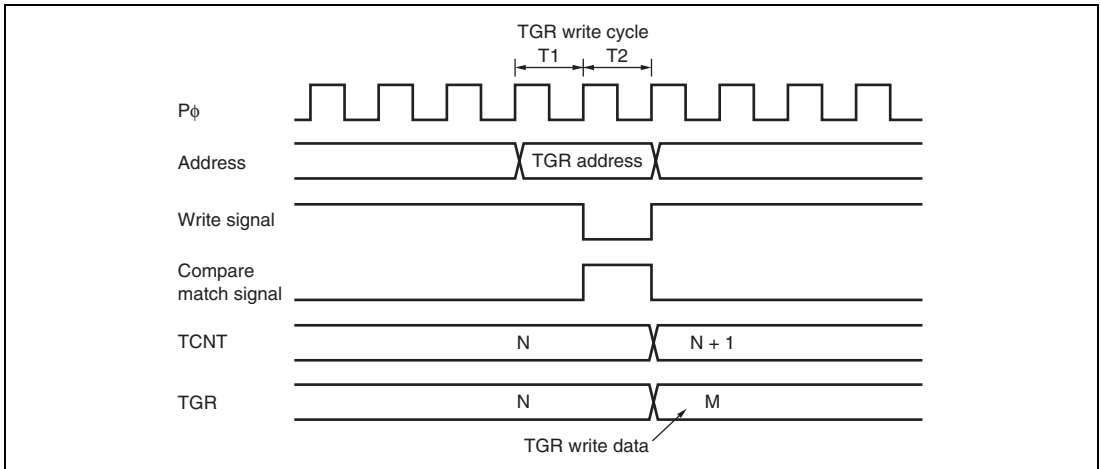 TGR write cycle
T1 T2
Pϕ
Address TGR address
Write signal
Compare
match signal
TCNT N N + 1
TGR N M
TGR write data